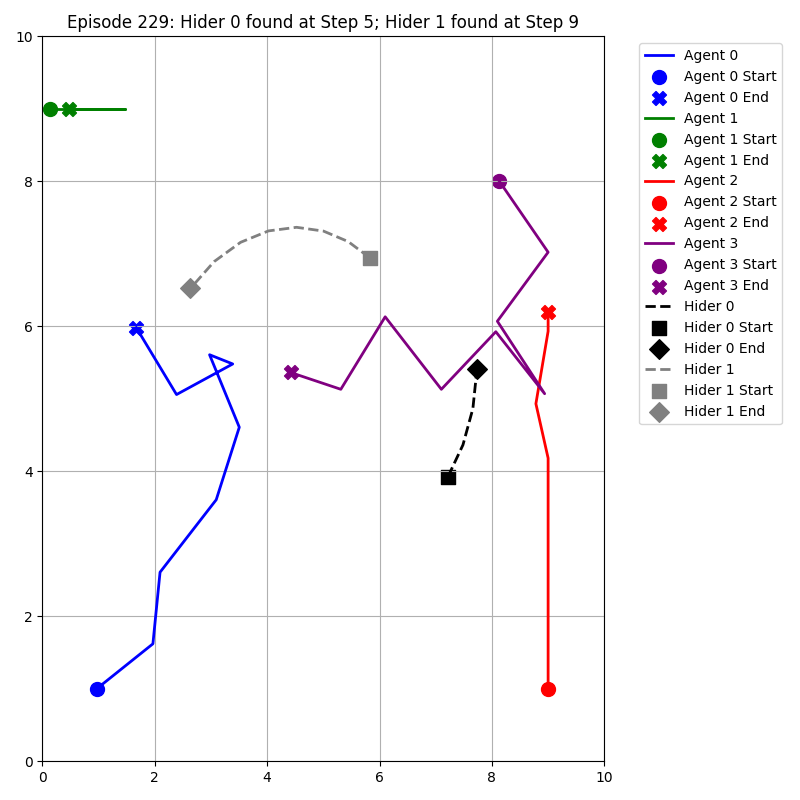 Episode 229: Hider 0 found at Step 5; Hider 1 found at Step 9
10
8
6
4
2
0
0
2
4
6
8
10
Agent 0
Agent 0 Start
Agent 0 End
Agent 1
Agent 1 Start
Agent 1 End
Agent 2
Agent 2 Start
Agent 2 End
Agent 3
Agent 3 Start
Agent 3 End
Hider 0
Hider 0 Start
Hider 0 End
Hider 1
Hider 1 Start
Hider 1 End